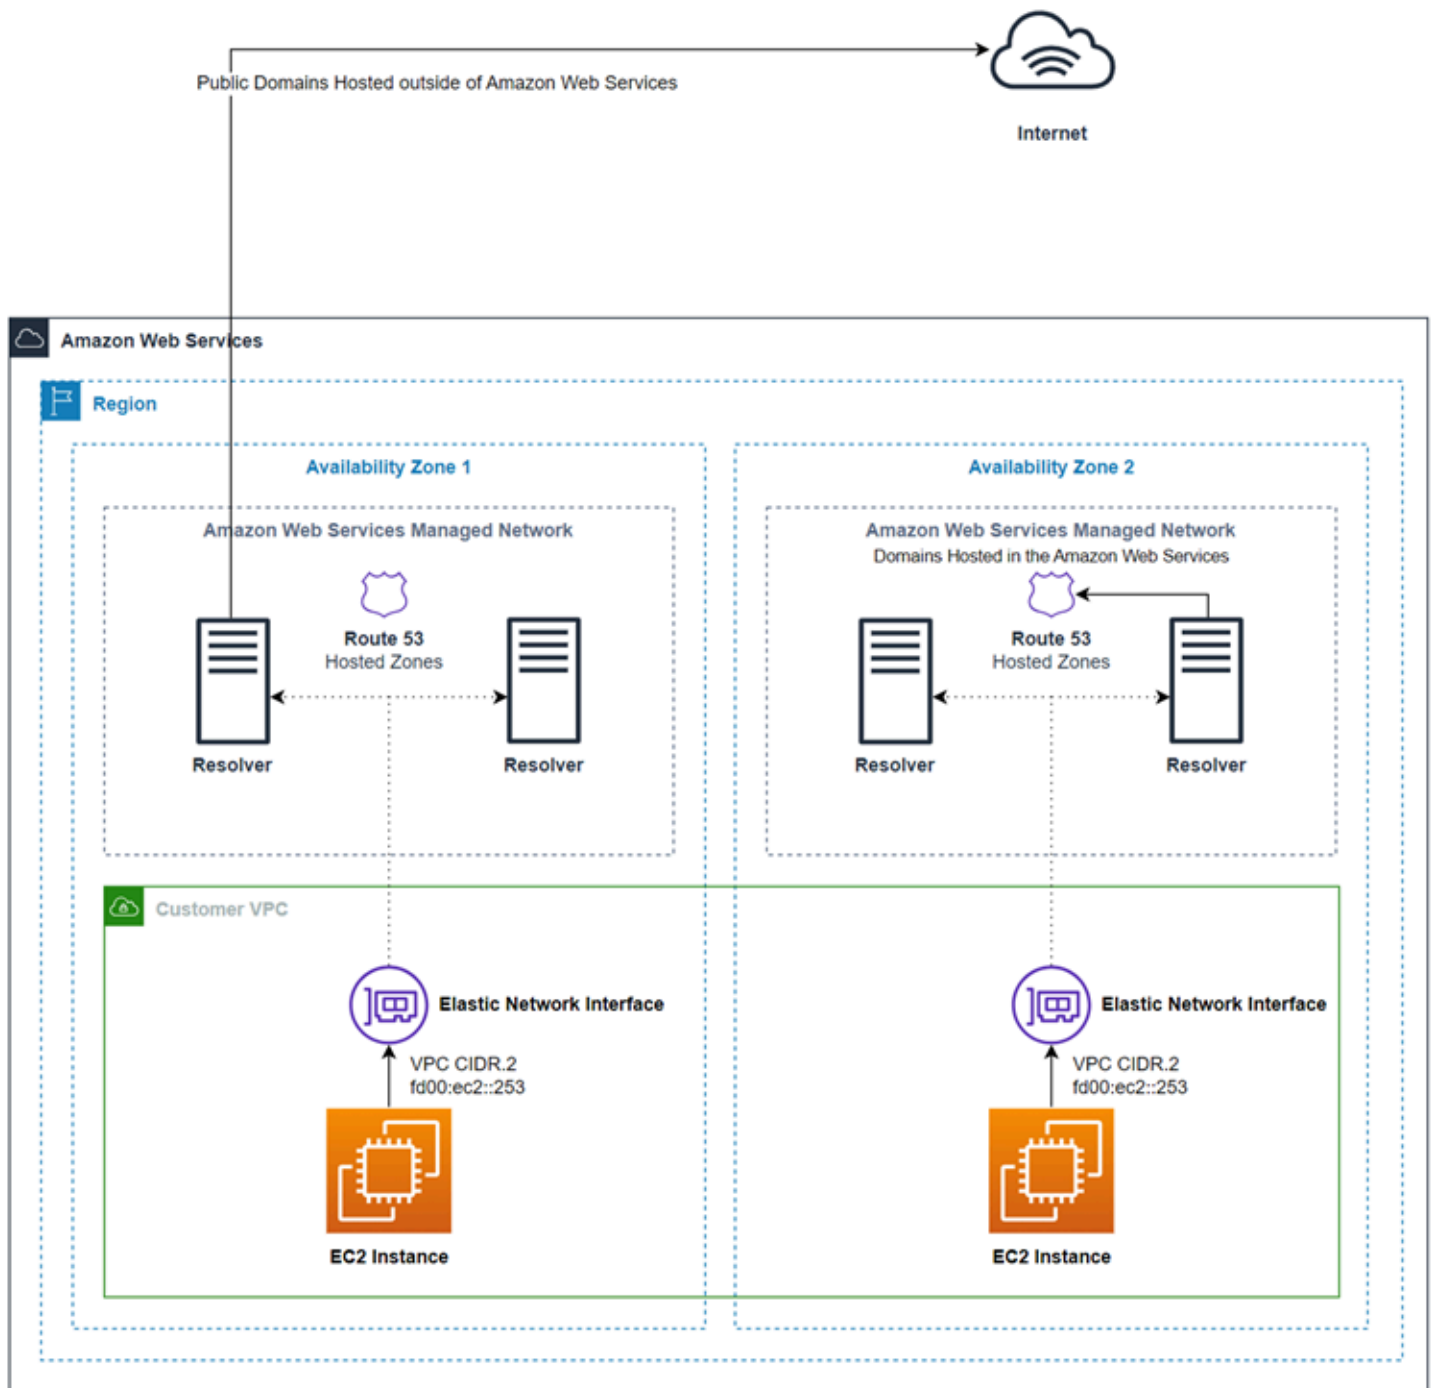 Public Domains Hosted outside of Amazon Web Services
Internet
Amazon Web Services
Region
Availability Zone 1
Amazon Web Services Managed Network
Route 53
Hosted Zones
Resolver
Resolver
Availability Zone 2
Amazon Web Services Managed Network
Domains Hosted in the Amazon Web Services
Route 53
Hosted Zones
Resolver
Resolver
Customer VPC
Elastic Network Interface
VPC CIDR.2
fd00:ec2::253
EC2 Instance
Elastic Network Interface
VPC CIDR.2
fd00:ec2::253
EC2 Instance